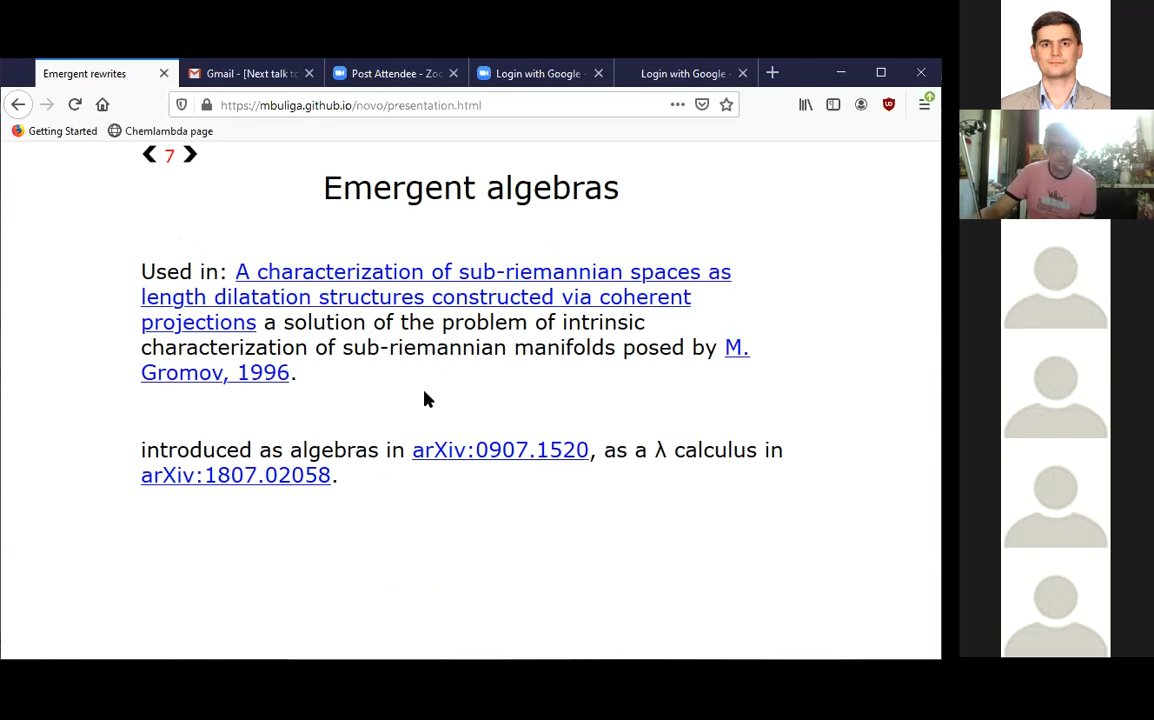 Emergent rewrites
Gmail - [Next talk to
Post Attendee - Zoo
Login with Google -
Login with Google -
https://mbuliga.github.io/novo/presentation.html
Getting Started
Chemlambda page
7
Emergent algebras
Used in: A characterization of sub-riemannian spaces as
length dilatation structures constructed via coherent
projections a solution of the problem of intrinsic
characterization of sub-riemannian manifolds posed by M.
Gromov, 1996.
introduced as algebras in arXiv:0907.1520, as a λ calculus in
arXiv:1807.02058.